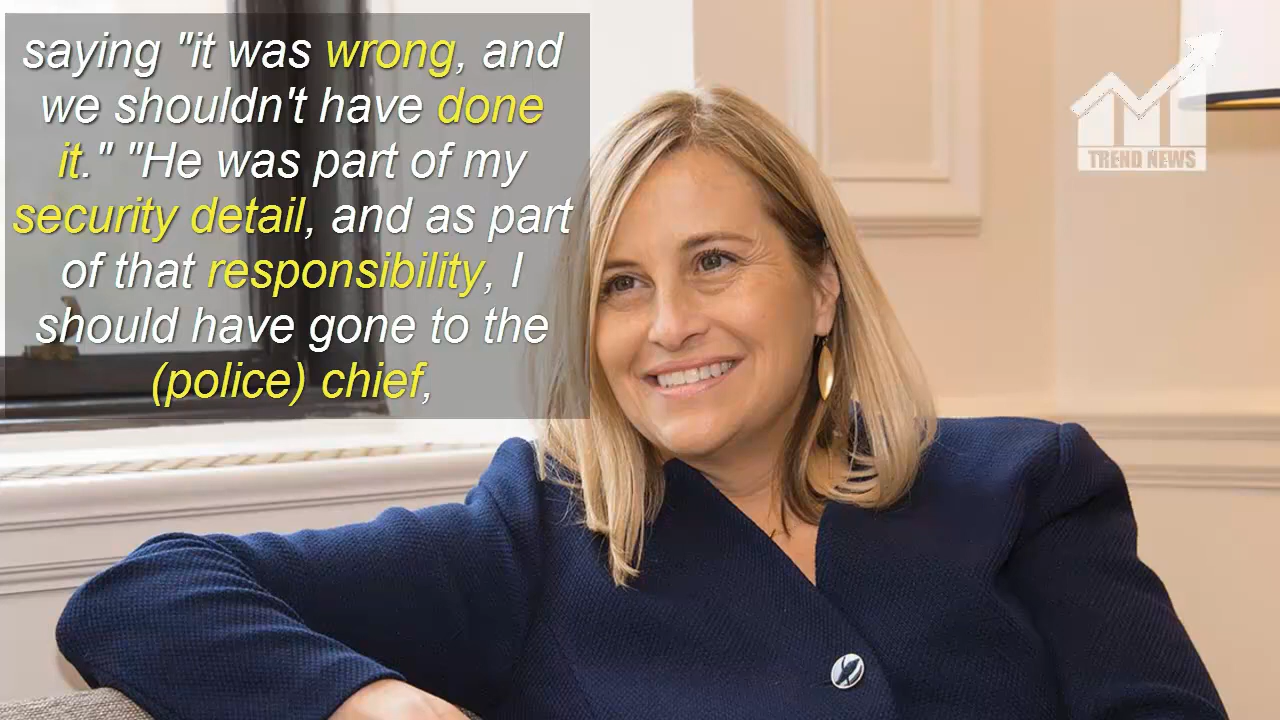 saying "it was wrong, and
we shouldn't have done
it." "He was part of my
security detail, and as part
of that responsibility, I
should have gone to the
(police) chief,
TREND NEWS